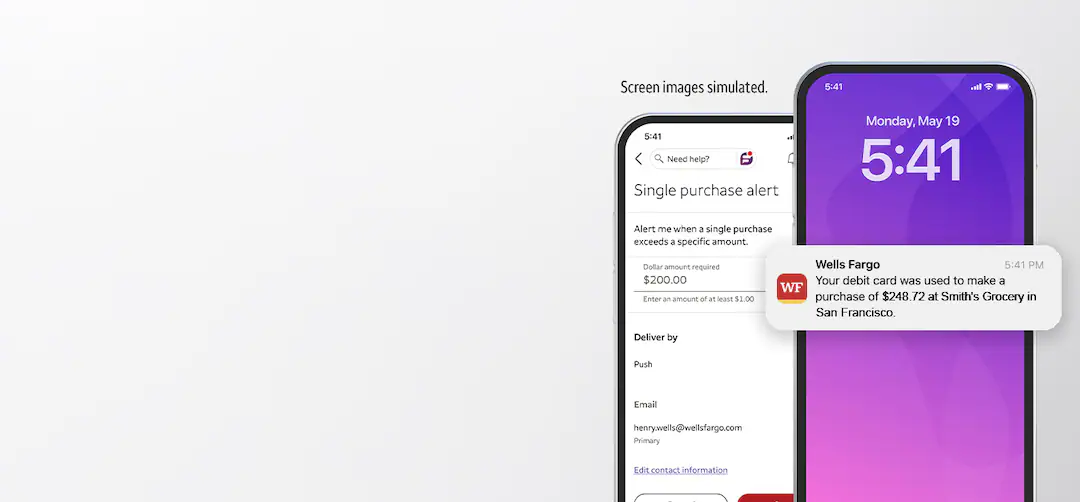 Screen images simulated.
5:41
Need help?
Single purchase alert
Alert me when a single purchase
exceeds a specific amount.
Dollar amount required
$200.00
Enter an amount of at least $1.00
Deliver by
Push
Email
henry.wells@wellsfargo.com
Primary
Edit contact information
5:41
Monday, May 19
5:41
WF
Wells Fargo
5:41 PM
Your debit card was used to make a
purchase of $248.72 at Smith's Grocery in
San Francisco.